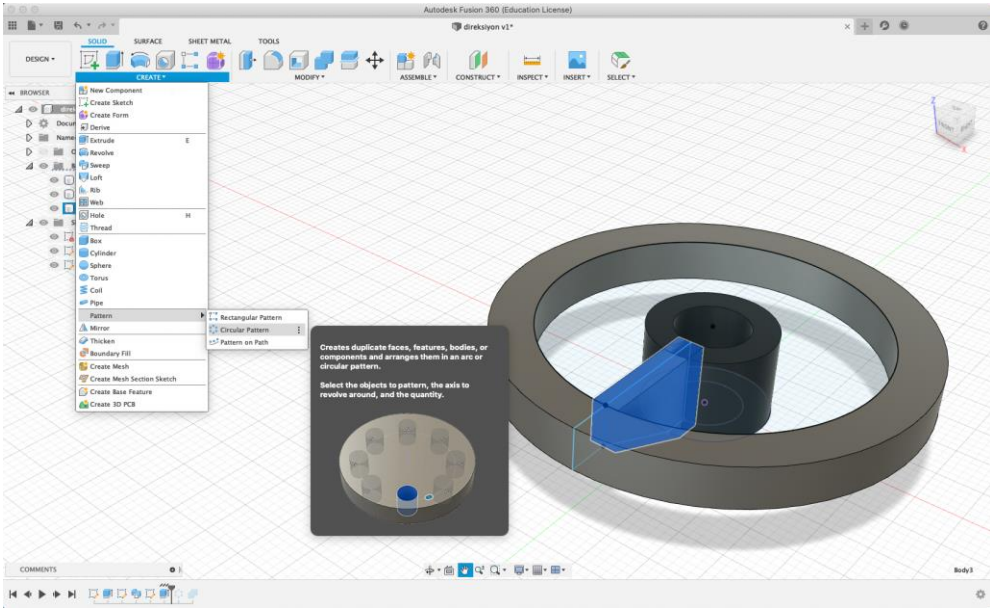 Autodesk Fusion 360 (Education License)
direksiyon v1*
SOLID SURFACE SHEET METAL TOOLS
DESIGN
CREATE MODIFY ASSEMBLE CONSTRUCT INSPECT INSERT SELECT
BROWSER
New Component
Create Sketch
Create Form
Derive
Extrude E
Revolve
Sweep
Loft
Rib
Web
Hole H
Thread
Box
Cylinder
Sphere
Torus
Coil
Pipe
Pattern
Mirror
Thicken
Boundary Fill
Create Mesh
Create Mesh Section Sketch
Create Base Feature
Create 3D PCB
Rectangular Pattern
Circular Pattern
Pattern on Path
Creates duplicate faces, features, bodies, or
components and arranges them in an arc or
circular pattern.
Select the objects to pattern, the axis to
revolve around, and the quantity.
COMMENTS
Body3